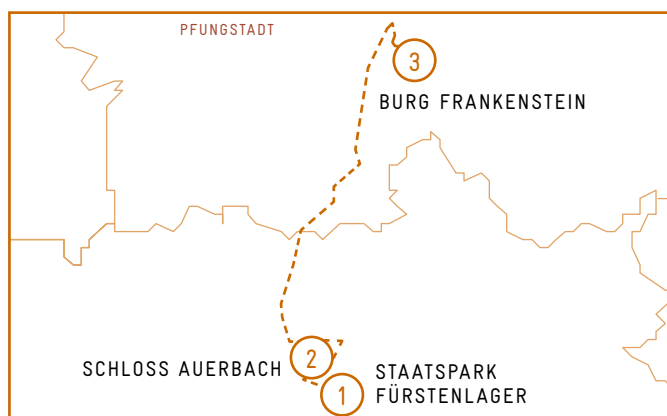 PFUNGSTADT
3
BURG FRANKENSTEIN
2
SCHLOSS AUERBACH
1
STAATSPARK
FÜRSTENLAGER